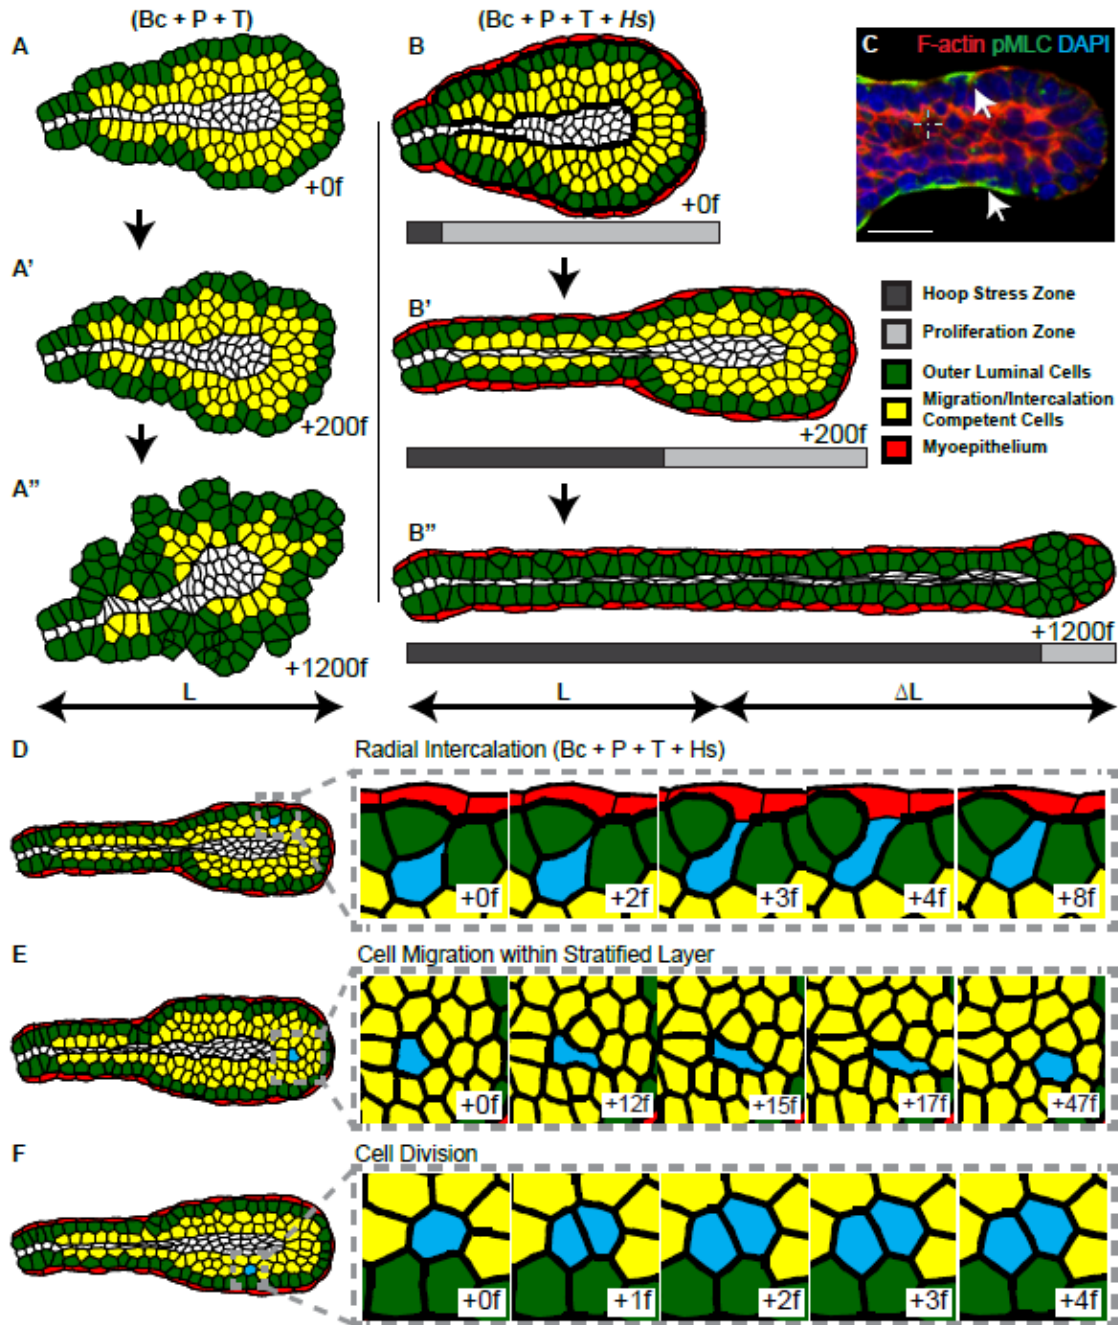 (Bc + P + T)
(Bc + P + T + Hs)
A
+0f
A'
+200f
A"
+1200f
L
B
+0f
B'
+200f
B"
+1200f
L
ΔL
C
F-actin pMLC DAPI
Hoop Stress Zone
Proliferation Zone
Outer Luminal Cells
Migration/Intercalation
Competent Cells
Myoepithelium
D
Radial Intercalation (Bc + P + T + Hs)
+0f
+2f
+3f
+4f
+8f
E
Cell Migration within Stratified Layer
+0f
+12f
+15f
+17f
+47f
F
Cell Division
+0f
+1f
+2f
+3f
+4f